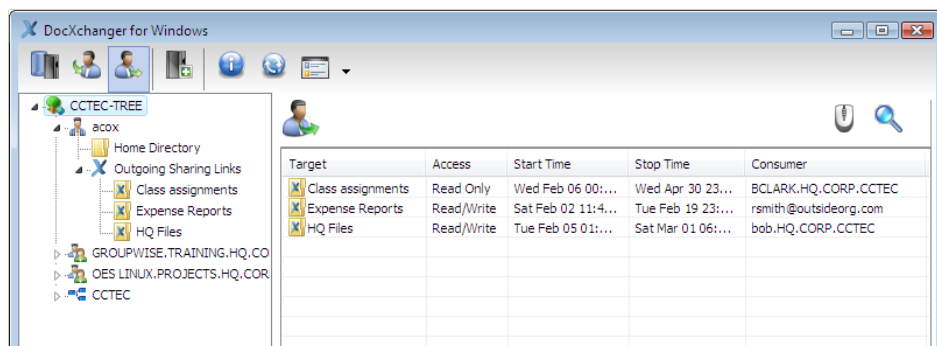 DocXchanger for Windows
CCTEC-TREE
acox
Home Directory
Outgoing Sharing Links
Class assignments
Expense Reports
HQ Files
GROUPWISE.TRAINING.HQ.CO
OES LINUX.PROJECTS.HQ.COR
CCTEC
Target Access Start Time Stop Time Consumer
Class assignments Read Only Wed Feb 06 00:... Wed Apr 30 23... BCLARK.HQ.CORP.CCTEC
Expense Reports Read/Write Sat Feb 02 11:4... Tue Feb 19 23:... rsmith@outsideorg.com
HQ Files Read/Write Tue Feb 05 01:... Sat Mar 01 06:... bob.HQ.CORP.CCTEC